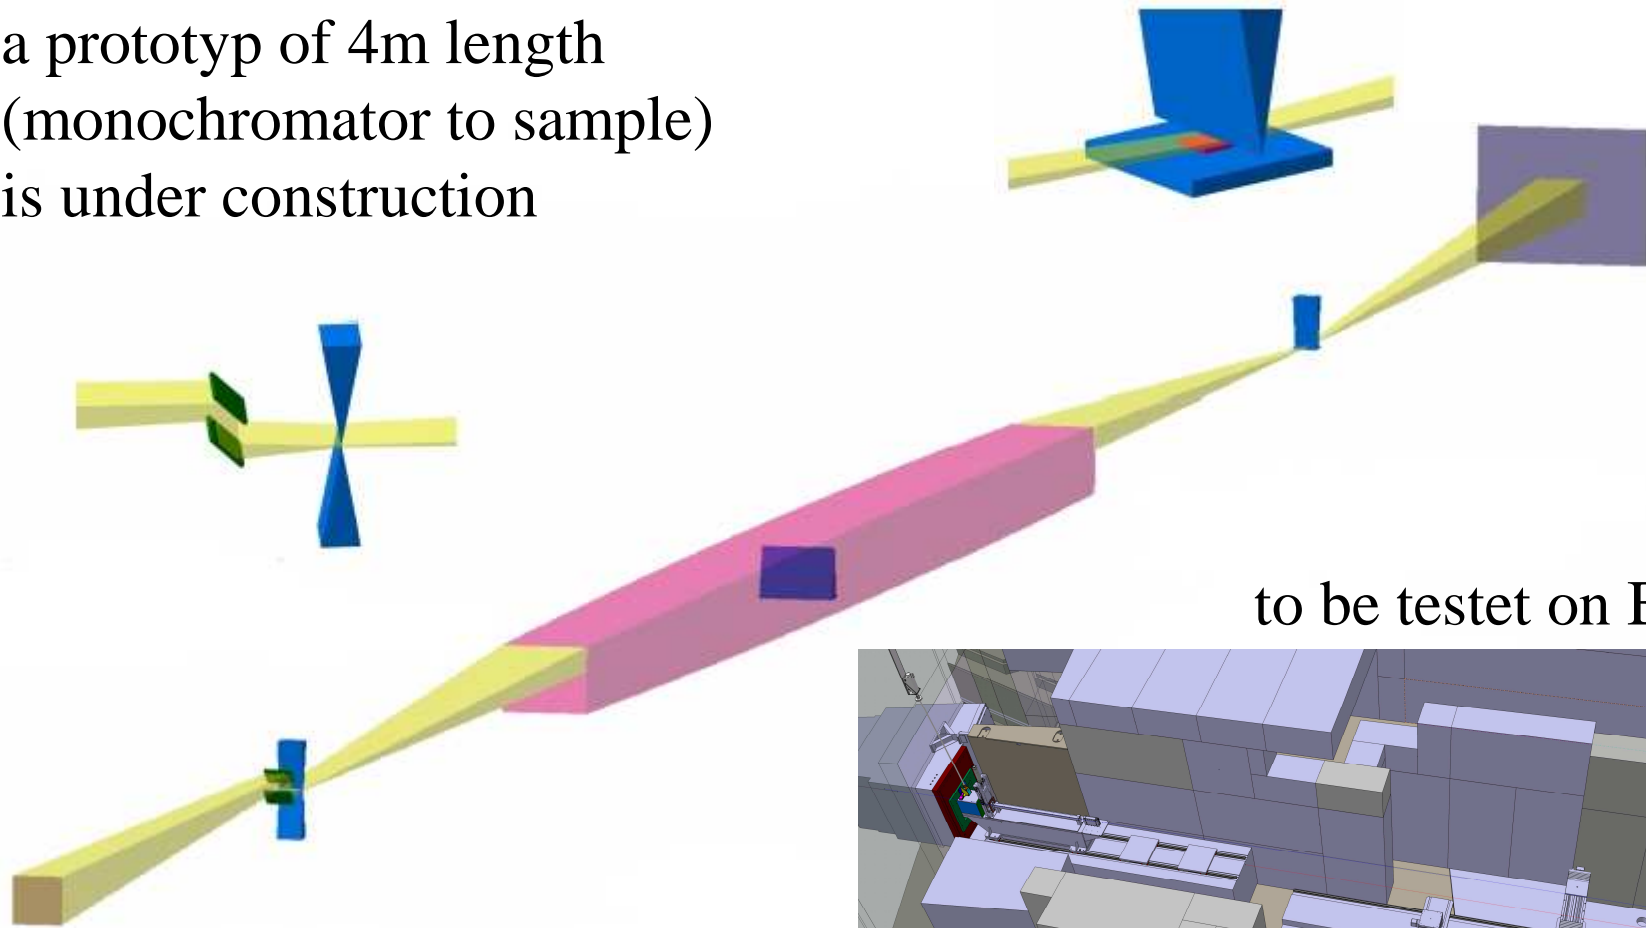 a prototyp of 4m length
(monochromator to sample)
is under construction
to be testet on